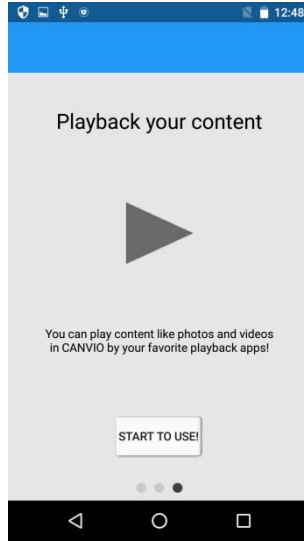 12:48
Playback your content
You can play content like photos and videos
in CANVIO by your favorite playback apps!
START TO USE!